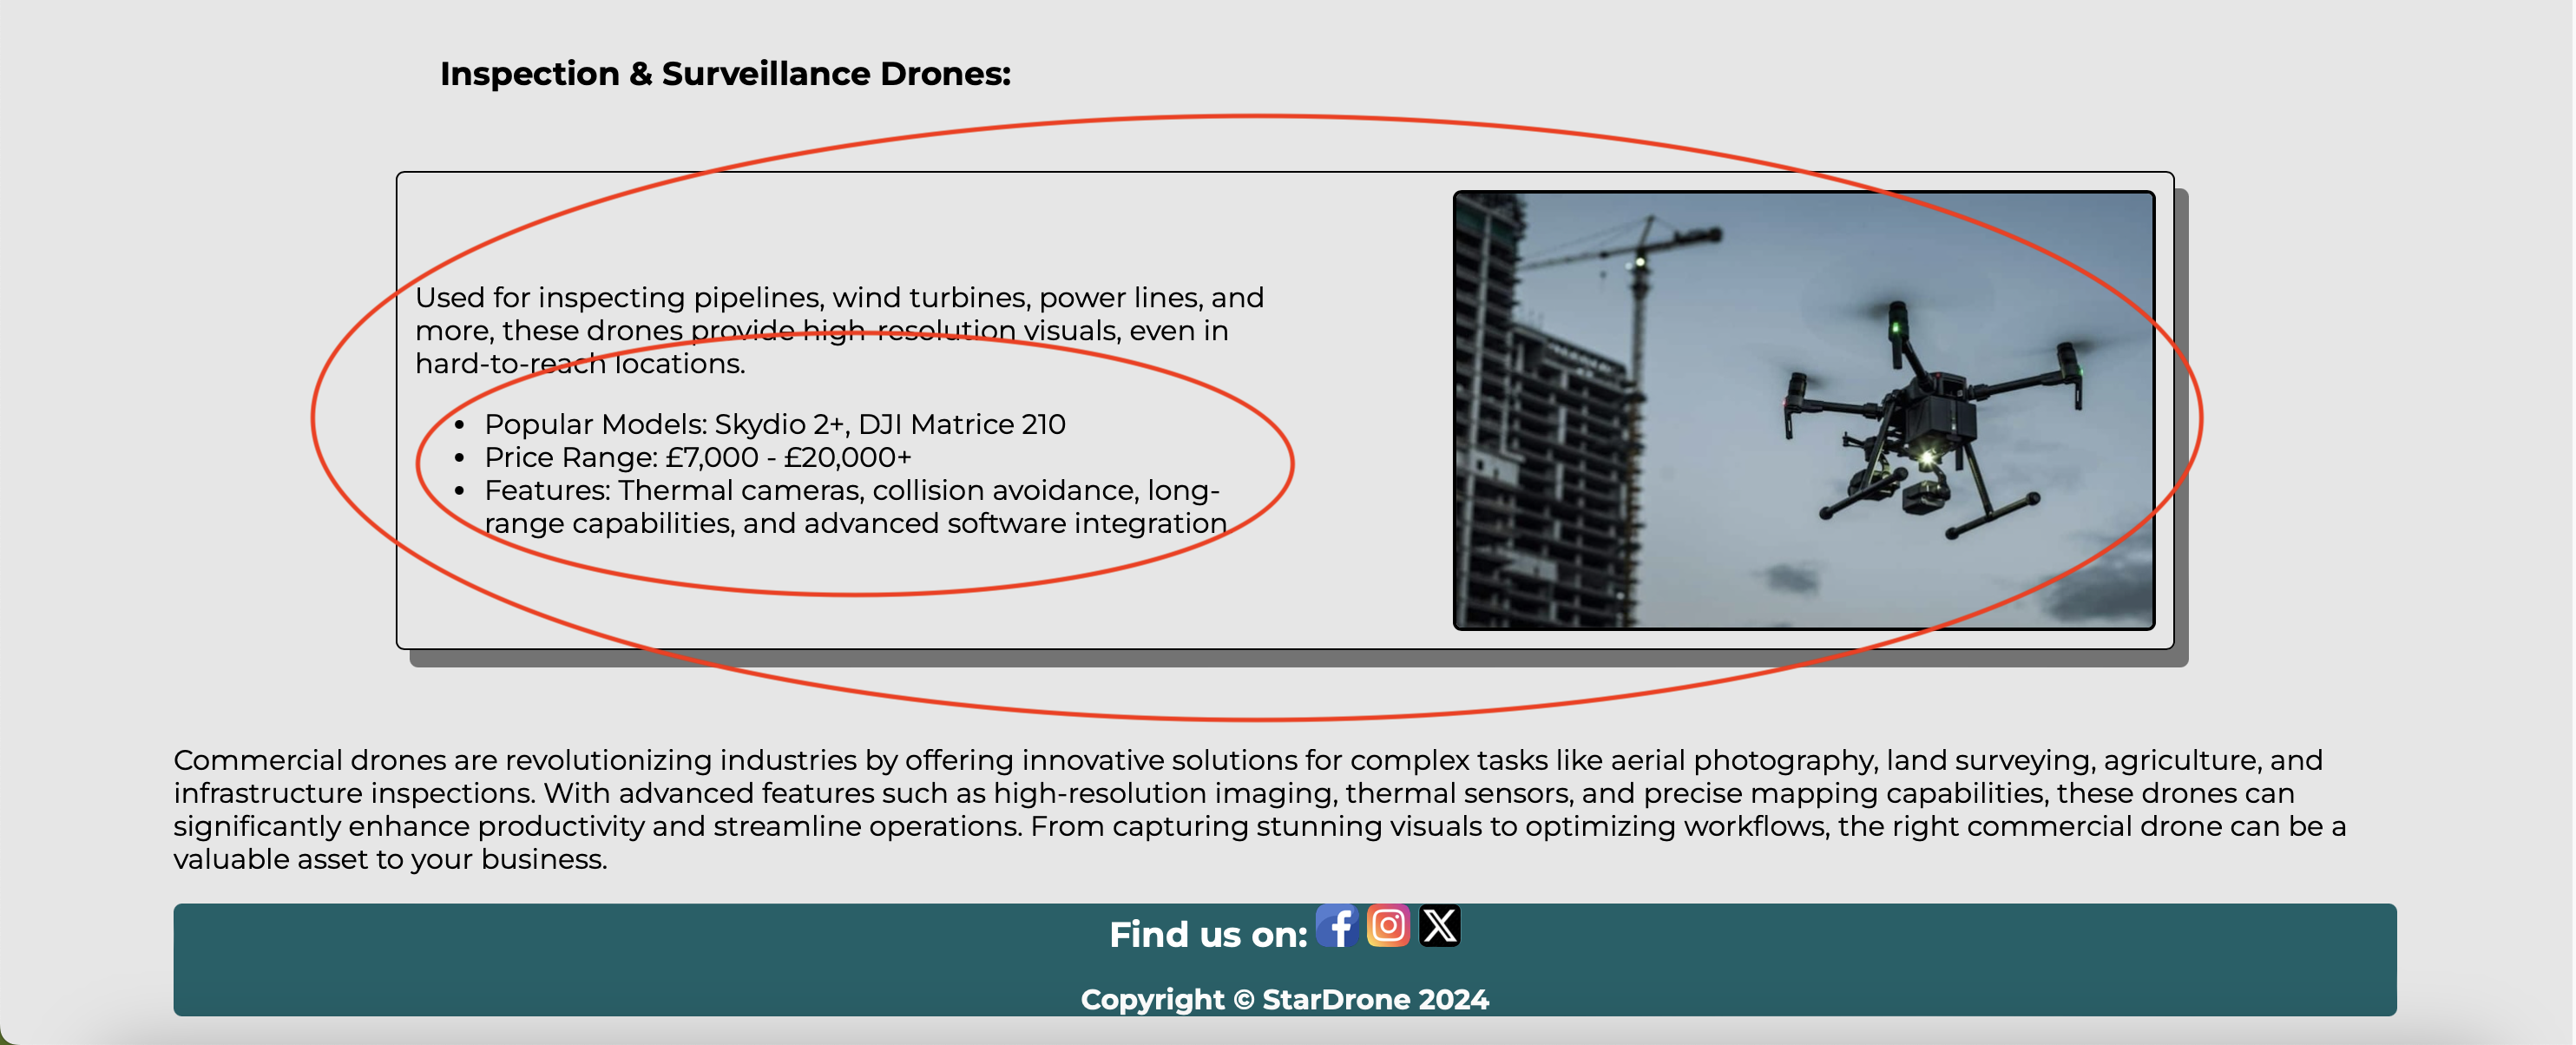 Inspection & Surveillance Drones:
Used for inspecting pipelines, wind turbines, power lines, and
more, these drones provide high-resolution visuals, even in
hard-to-reach locations.
• Popular Models: Skydio 2+, DJI Matrice 210
• Price Range: £7,000 - £20,000+
• Features: Thermal cameras, collision avoidance, long-
range capabilities, and advanced software integration
Commercial drones are revolutionizing industries by offering innovative solutions for complex tasks like aerial photography, land surveying, agriculture, and
infrastructure inspections. With advanced features such as high-resolution imaging, thermal sensors, and precise mapping capabilities, these drones can
significantly enhance productivity and streamline operations. From capturing stunning visuals to optimizing workflows, the right commercial drone can be a
valuable asset to your business.
Find us on:
Copyright © StarDrone 2024